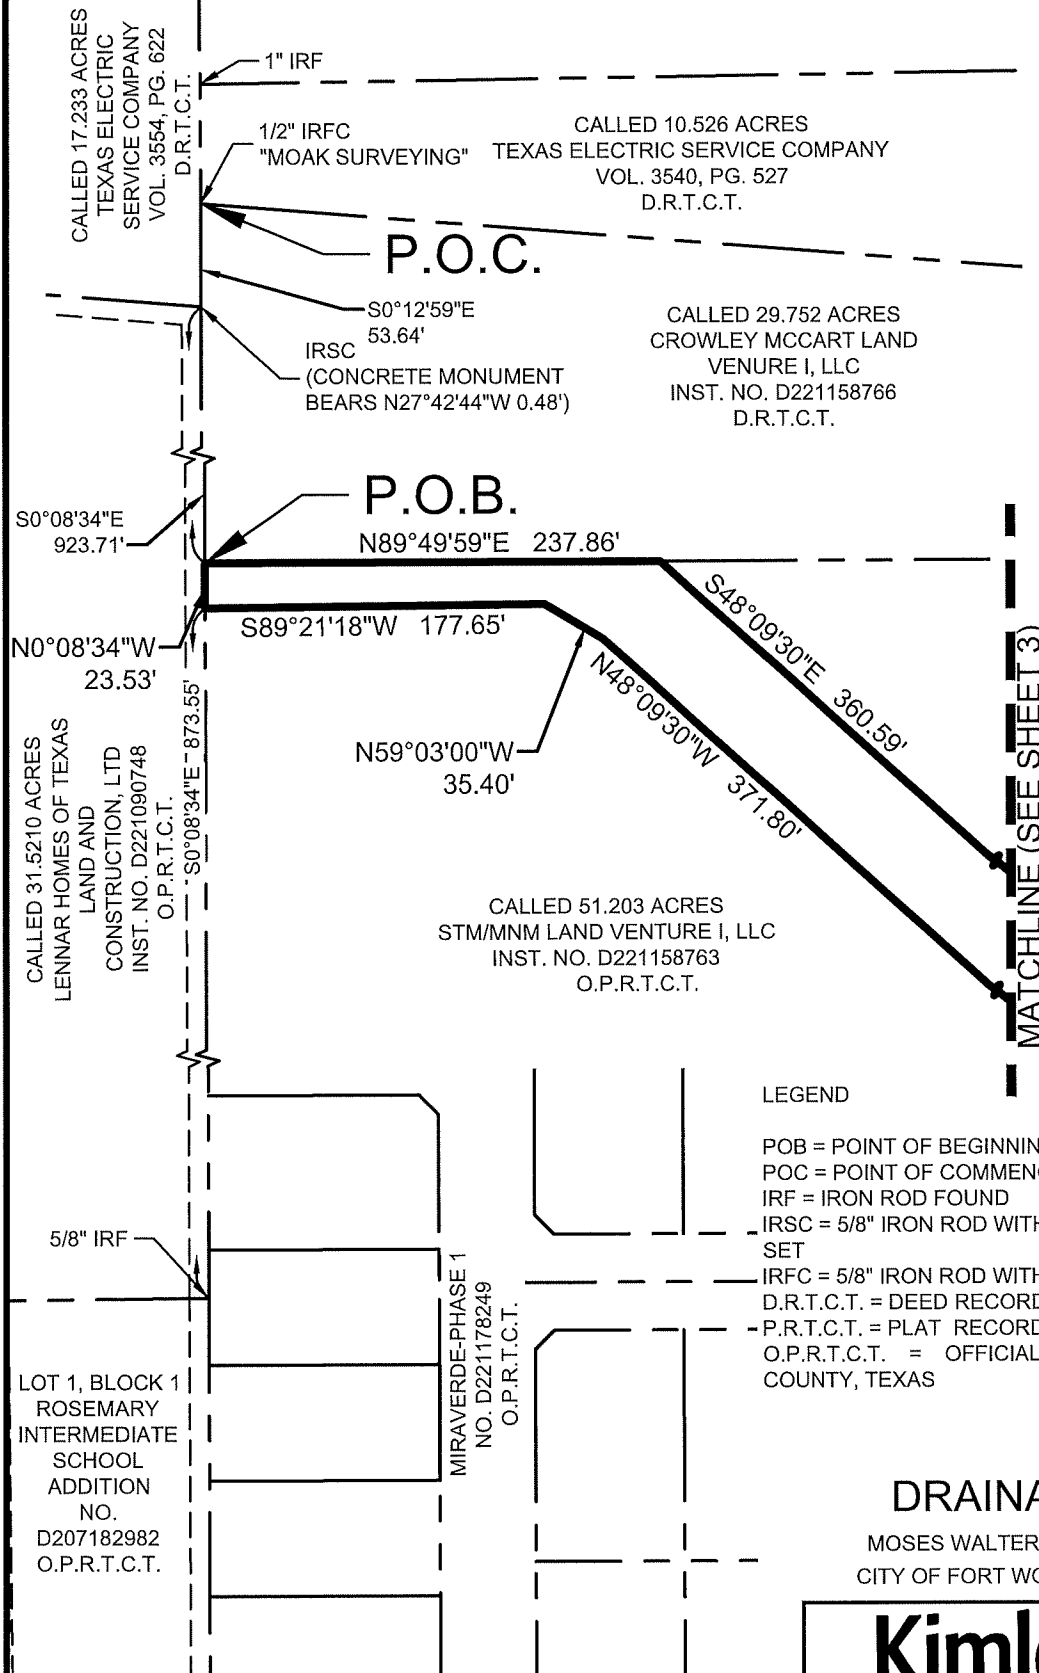 CALLED 17.233 ACRES
TEXAS ELECTRIC
SERVICE COMPANY
VOL. 3554, PG. 622
D.R.T.C.T.
1" IRF
1/2" IRFC
"MOAK SURVEYING"
CALLED 10.526 ACRES
TEXAS ELECTRIC SERVICE COMPANY
VOL. 3540, PG. 527
D.R.T.C.T.
P.O.C.
S0°12'59"E
53.64'
IRSC
(CONCRETE MONUMENT
BEARS N27°42'44"W 0.48')
CALLED 29.752 ACRES
CROWLEY MCCART LAND
VENURE I, LLC
INST. NO. D221158766
D.R.T.C.T.
P.O.B.
S0°08'34"E
923.71'
N89°49'59"E 237.86'
S48°09'30"E 360.59'
S89°21'18"W 177.65'
N0°08'34"W
23.53'
N59°03'00"W
35.40'
N48°09'30"W 371.80'
MATCHLINE (SEE SHEET 3)
CALLED 31.5210 ACRES
LENNAR HOMES OF TEXAS
LAND AND
CONSTRUCTION, LTD
INST. NO. D221090748
O.P.R.T.C.T.
S0°08'34"E 873.55'
CALLED 51.203 ACRES
STM/MNM LAND VENTURE I, LLC
INST. NO. D221158763
O.P.R.T.C.T.
5/8" IRF
MIRAVERDE-PHASE 1
NO. D221178249
O.P.R.T.C.T.
LOT 1, BLOCK 1
ROSEMARY
INTERMEDIATE
SCHOOL
ADDITION
NO.
D207182982
O.P.R.T.C.T.
LEGEND
POB = POINT OF BEGINNIN
POC = POINT OF COMMEN
IRF = IRON ROD FOUND
IRSC = 5/8" IRON ROD WITH
SET
IRFC = 5/8" IRON ROD WITH
D.R.T.C.T. = DEED RECORD
P.R.T.C.T. = PLAT RECORD
O.P.R.T.C.T. = OFFICIAL
COUNTY, TEXAS
DRAINA
MOSES WALTER
CITY OF FORT WO
Kiml